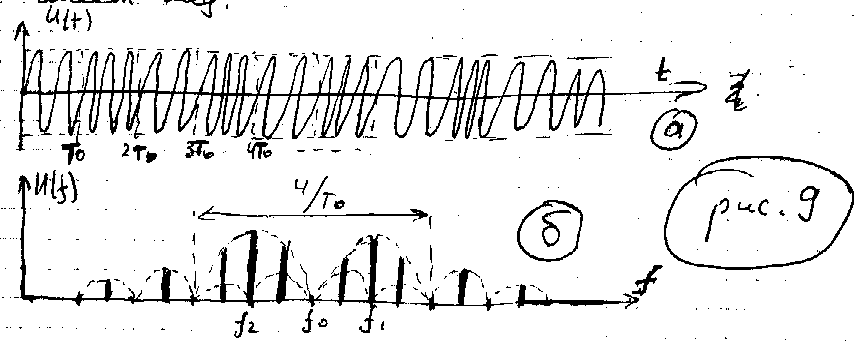 U(t)
t
а
T₀ 2T₀ 3T₀ 4T₀
U(f)
4/T₀
б
рис. 9
f
f₂ f₀ f₁